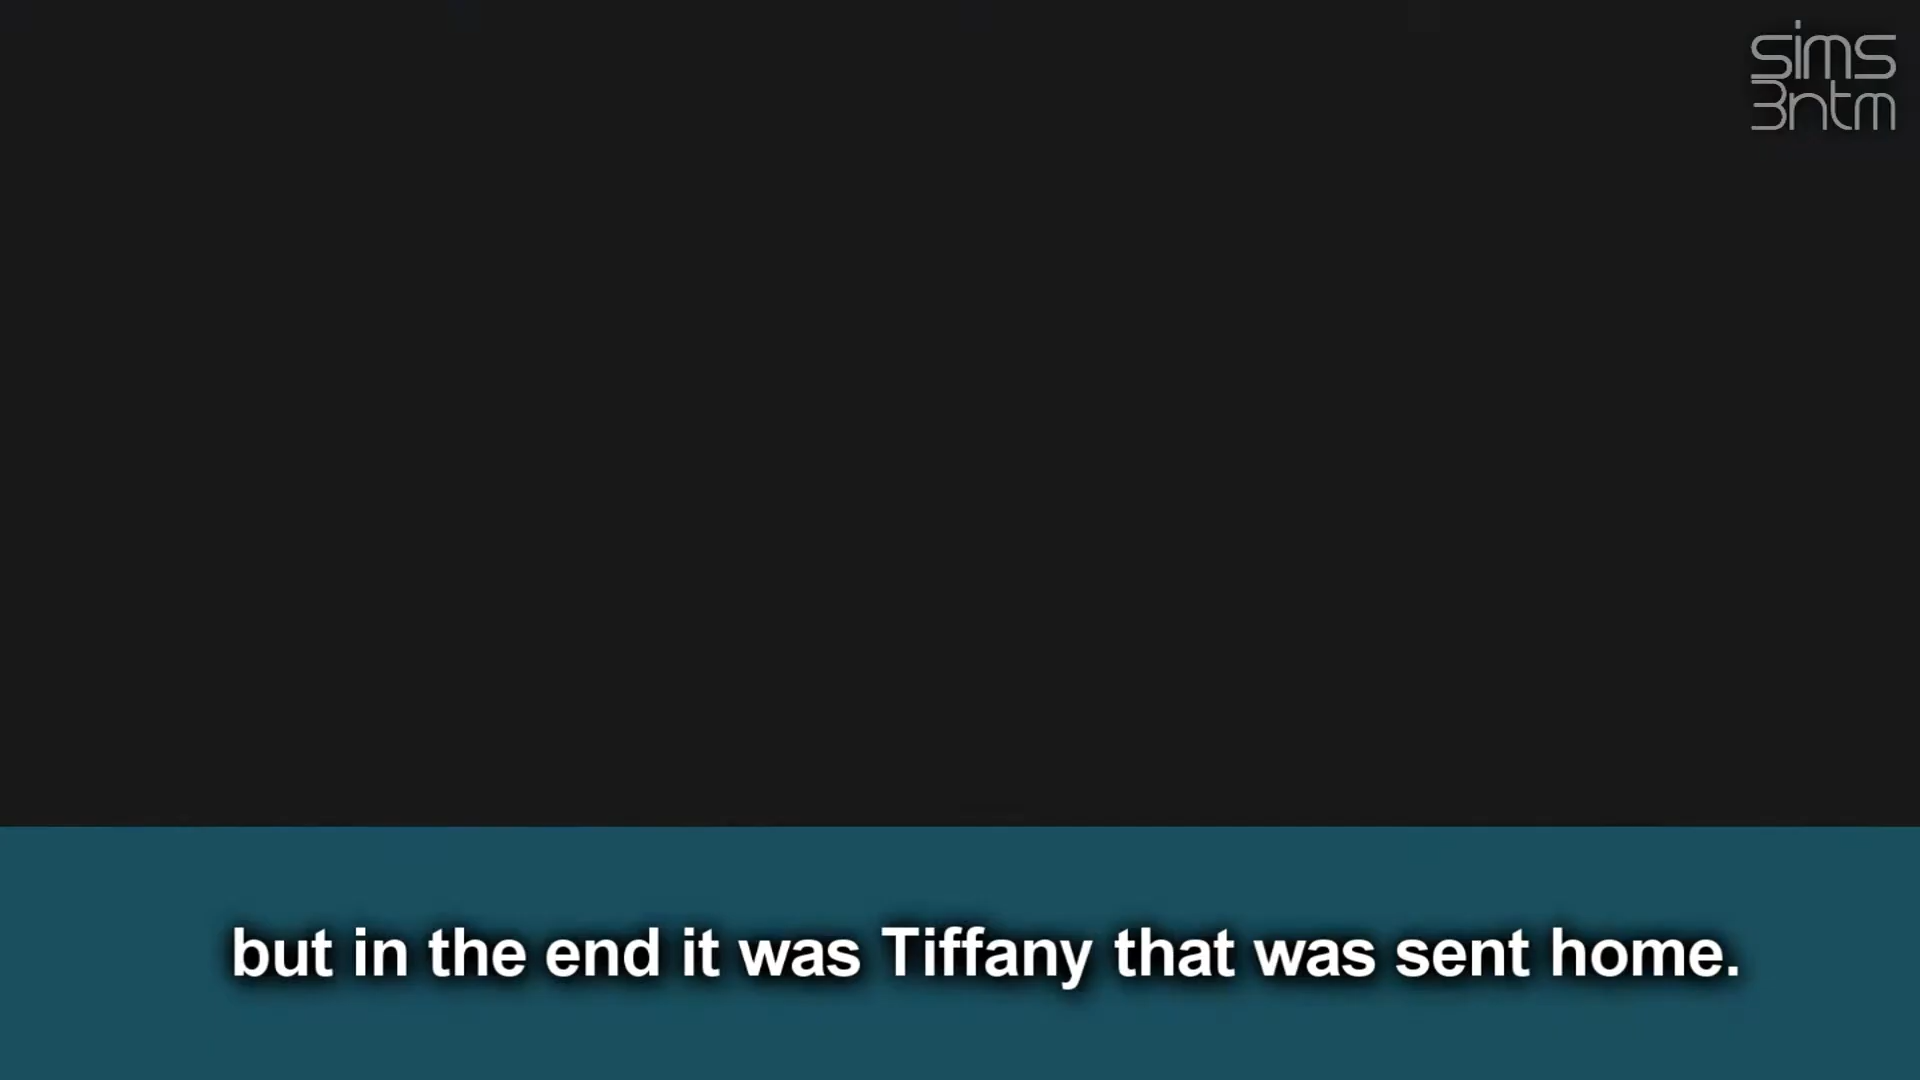 sims
3ntm
but in the end it was Tiffany that was sent home.